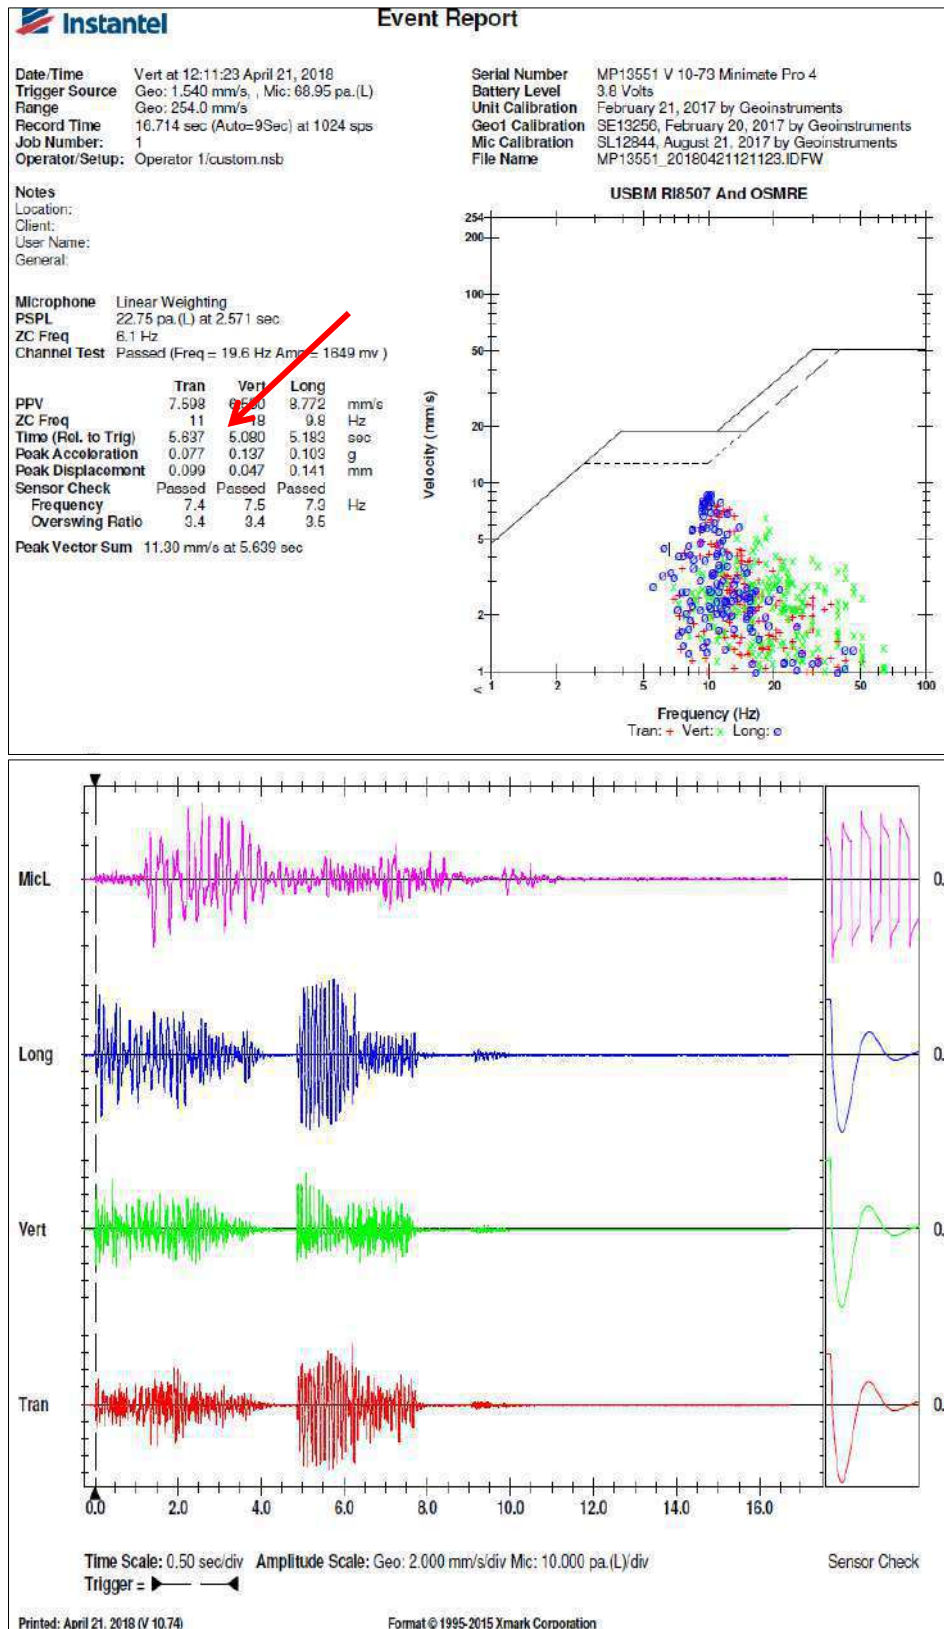 Instantel
Event Report
Date/Time Vert at 12:11:23 April 21, 2018
Trigger Source Geo: 1.540 mm/s, , Mic: 68.95 pa.(L)
Range Geo: 254.0 mm/s
Record Time 16.714 sec (Auto=9Sec) at 1024 sps
Job Number: 1
Operator/Setup: Operator 1/custom.nsb
Serial Number MP13551 V 10-73 Minimate Pro 4
Battery Level 3.8 Volts
Unit Calibration February 21, 2017 by Geoinstruments
Geo1 Calibration SE13256, February 20, 2017 by Geoinstruments
Mic Calibration SL12844, August 21, 2017 by Geoinstruments
File Name MP13551_20180421121123.IDFW
Notes
Location:
Client:
User Name:
General:
Microphone Linear Weighting
PSPL 22.75 pa.(L) at 2.571 sec
ZC Freq 6.1 Hz
Channel Test Passed (Freq = 19.6 Hz Amp = 1649 mv )
Tran Vert Long
PPV 7.598 8.772 mm/s
ZC Freq 11 18 9.8 Hz
Time (Rel. to Trig) 5.637 5.080 5.183 sec
Peak Acceleration 0.077 0.137 0.103 g
Peak Displacement 0.099 0.047 0.141 mm
Sensor Check Passed Passed Passed
Frequency 7.4 7.5 7.3 Hz
Overswing Ratio 3.4 3.4 3.5
Peak Vector Sum 11.30 mm/s at 5.639 sec
USBM RI8507 And OSMRE
254
200
100
50
20
10
5
2
1
<
Velocity (mm/s)
1 2 5 10 20 50 100
Frequency (Hz)
Tran: + Vert: x Long: ø
MicL
0.
Long
0.
Vert
0.
Tran
0.
0.0 2.0 4.0 6.0 8.0 10.0 12.0 14.0 16.0
Time Scale: 0.50 sec/div Amplitude Scale: Geo: 2.000 mm/s/div Mic: 10.000 pa.(L)/div
Sensor Check
Trigger =
Printed: April 21, 2018 (V 10.74)
Format © 1995-2015 Xmark Corporation